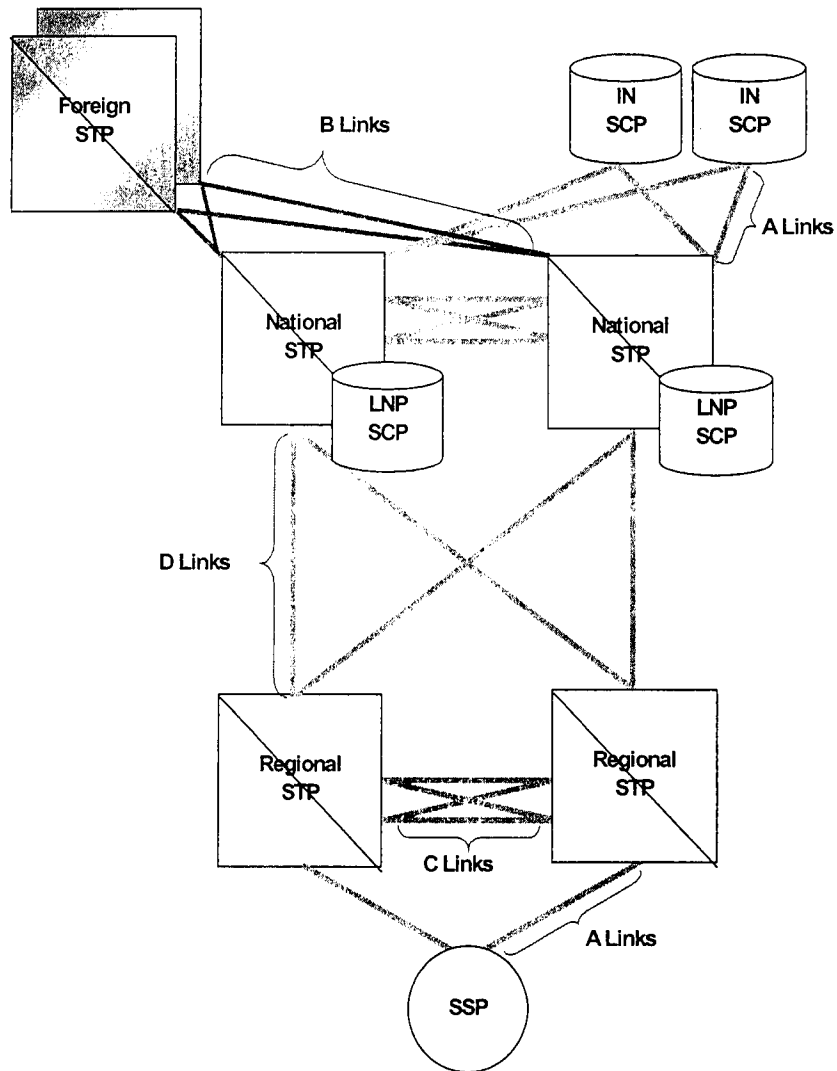 Foreign
STP
B Links
IN
SCP
IN
SCP
A Links
National
STP
LNP
SCP
National
STP
LNP
SCP
D Links
Regional
STP
Regional
STP
C Links
A Links
SSP